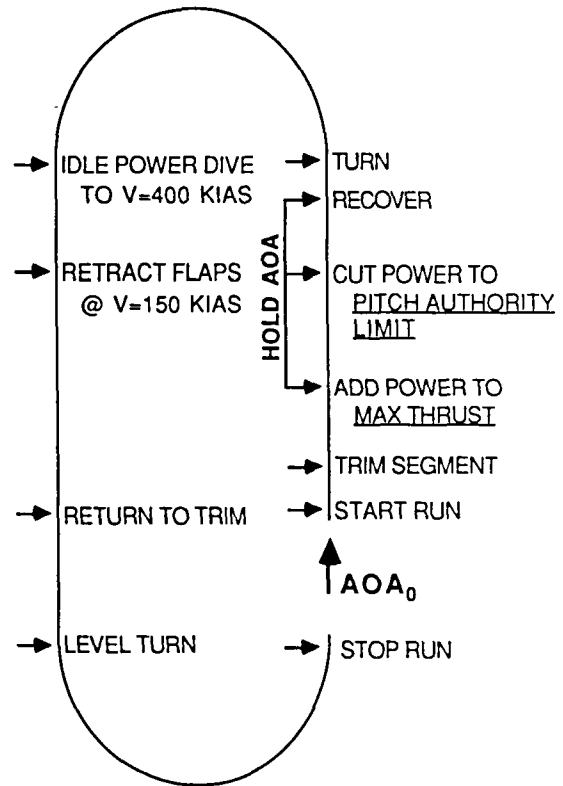 IDLE POWER DIVE
TO V=400 KIAS
RETRACT FLAPS
@ V=150 KIAS
RETURN TO TRIM
LEVEL TURN
HOLD AOA
TURN
RECOVER
CUT POWER TO
PITCH AUTHORITY
LIMIT
ADD POWER TO
MAX THRUST
TRIM SEGMENT
START RUN
AOA₀
STOP RUN